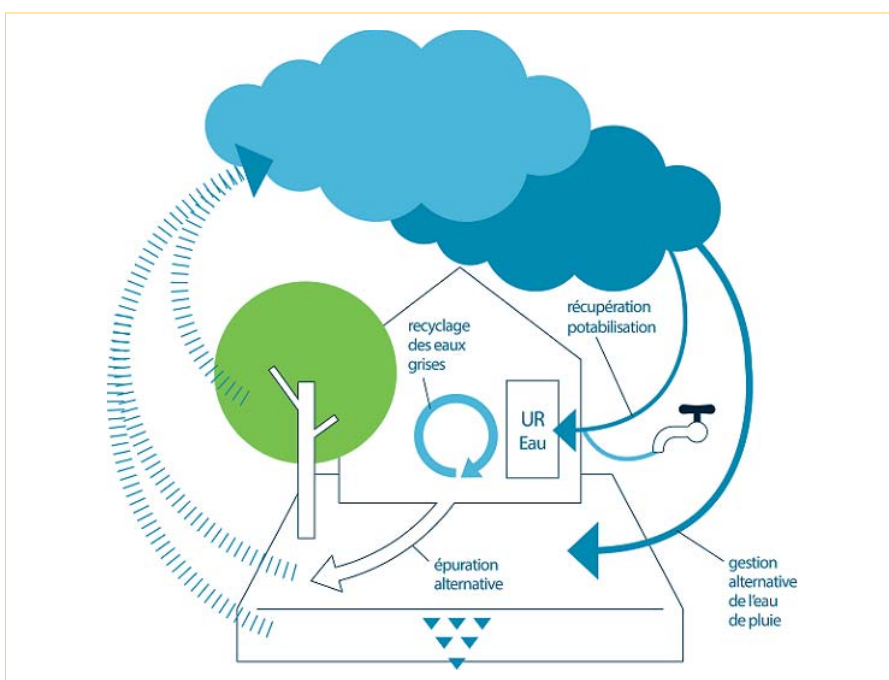 récupération
potabilisation
recyclage
des eaux
grises
UR
Eau
épuration
alternative
gestion
alternative
de l'eau
de pluie